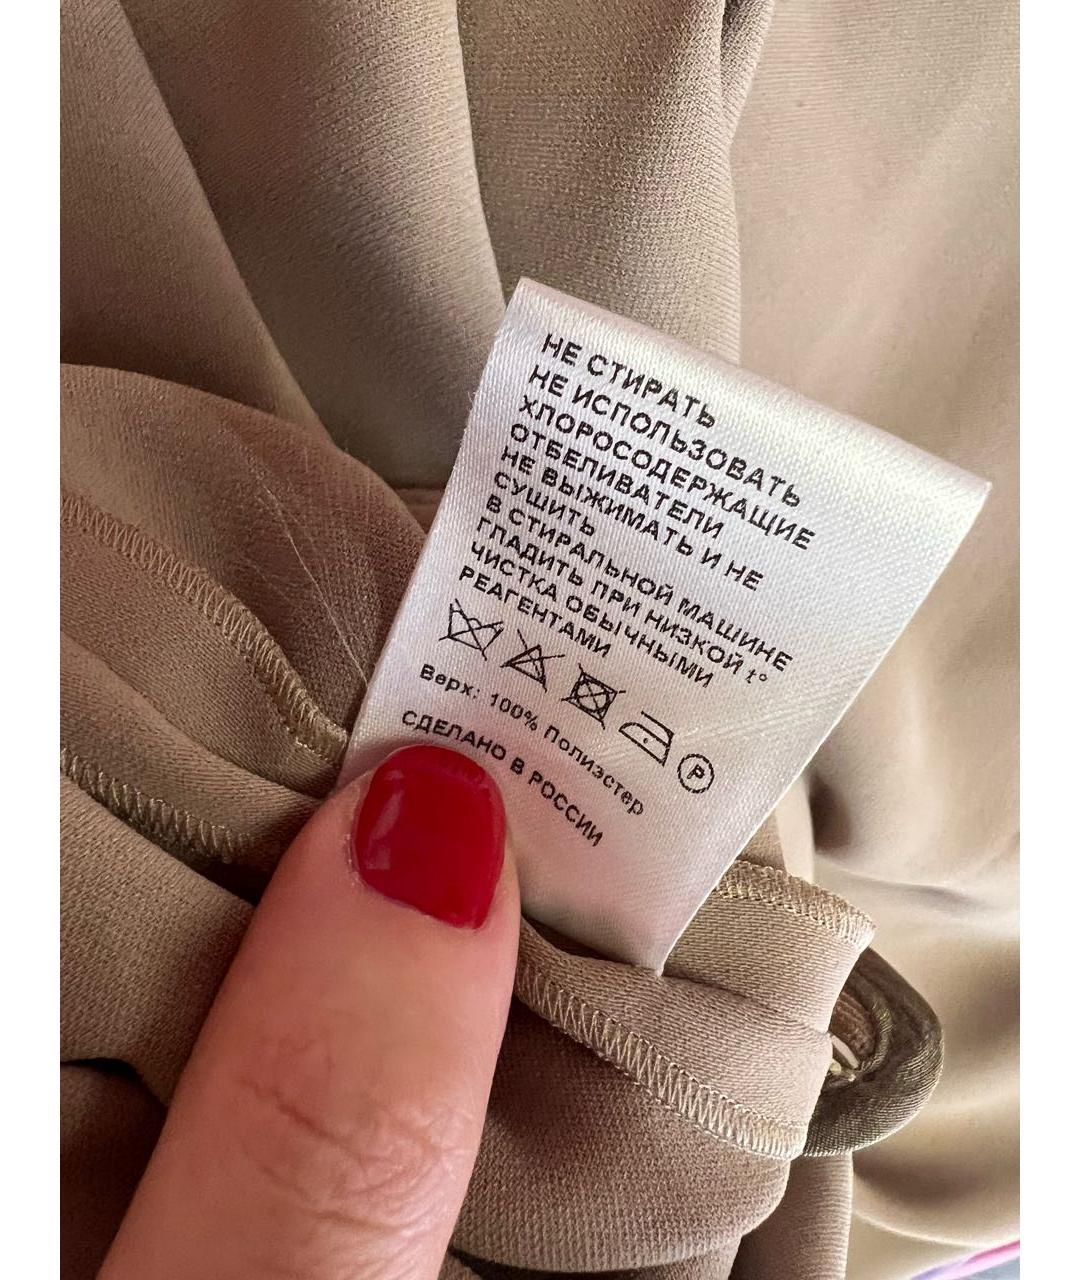 НЕ СТИРАТЬ
НЕ ИСПОЛЬЗОВАТЬ
ХЛОРОСОДЕРЖАЩИЕ
ОТБЕЛИВАТЕЛИ
НЕ ВЫЖИМАТЬ И НЕ
СУШИТЬ
В СТИРАЛЬНОЙ МАШИНЕ
ГЛАДИТЬ ПРИ НИЗКОЙ t°
ЧИСТКА ОБЫЧНЫМИ
РЕАГЕНТАМИ
P
Верх: 100% Полиэстер
СДЕЛАНО В РОССИИ